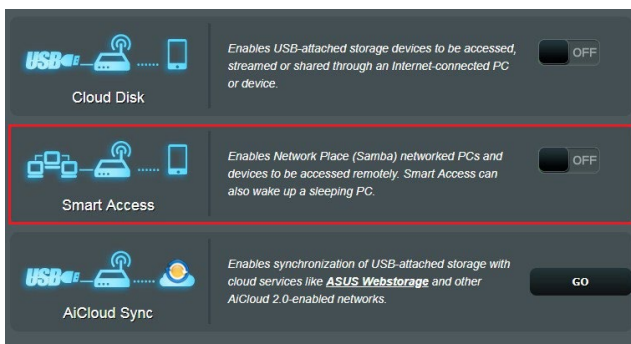 USB
Cloud Disk
Enables USB-attached storage devices to be accessed,
streamed or shared through an Internet-connected PC
or device.
OFF
Smart Access
Enables Network Place (Samba) networked PCs and
devices to be accessed remotely. Smart Access can
also wake up a sleeping PC.
OFF
USB
AiCloud Sync
Enables synchronization of USB-attached storage with
cloud services like ASUS Webstorage and other
AiCloud 2.0-enabled networks.
GO